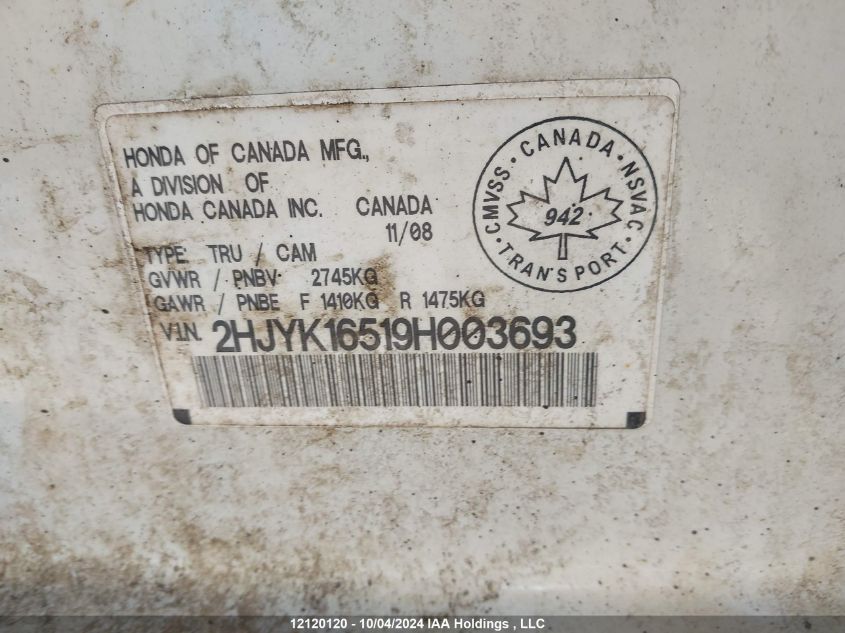 HONDA OF CANADA MFG.,
A DIVISION OF
HONDA CANADA INC. CANADA
11/08
TYPE: TRU / CAM
GVWR / PNBV: 2745KG
GAWR / PNBE F 1410KG R 1475KG
V.I.N. 2HJYK16519H003693
CMVSS • CANADA • NSVAC • TRANSPORT •
942
12120120 - 10/04/2024 IAA Holdings , LLC